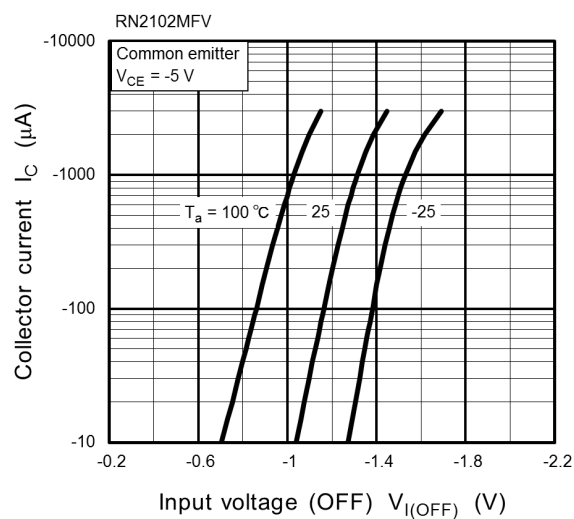 RN2102MFV
Common emitter
VCE = -5 V
Collector current IC (μA)
-10000
-1000
-100
-10
Ta = 100 ℃
25
-25
-0.2 -0.6 -1 -1.4 -1.8 -2.2
Input voltage (OFF) VI(OFF) (V)